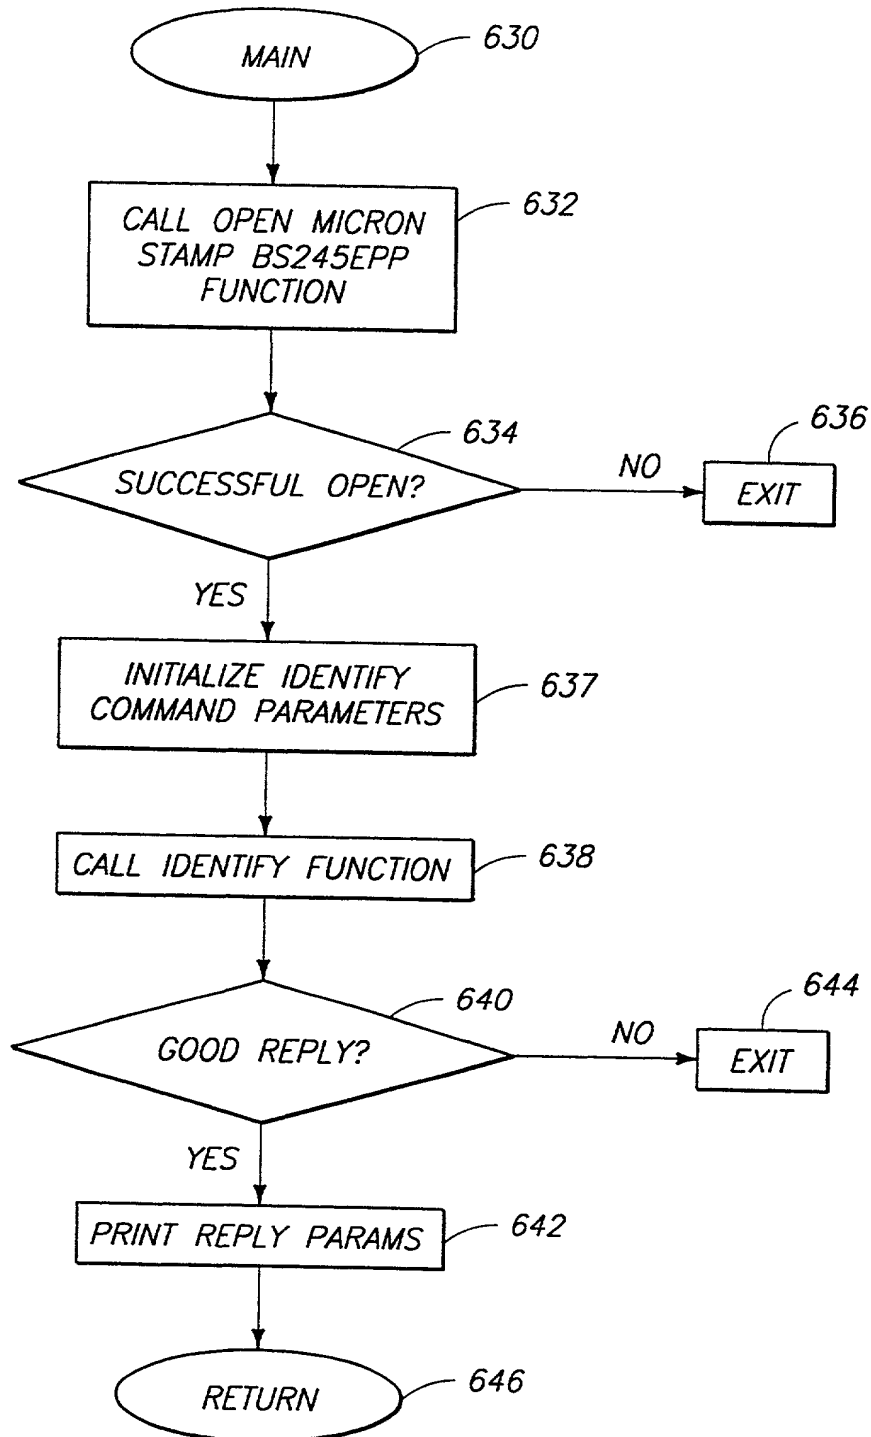 MAIN
630
CALL OPEN MICRON
STAMP BS245EPP
FUNCTION
632
SUCCESSFUL OPEN?
634
NO
EXIT
636
YES
INITIALIZE IDENTIFY
COMMAND PARAMETERS
637
CALL IDENTIFY FUNCTION
638
GOOD REPLY?
640
NO
EXIT
644
YES
PRINT REPLY PARAMS
642
RETURN
646